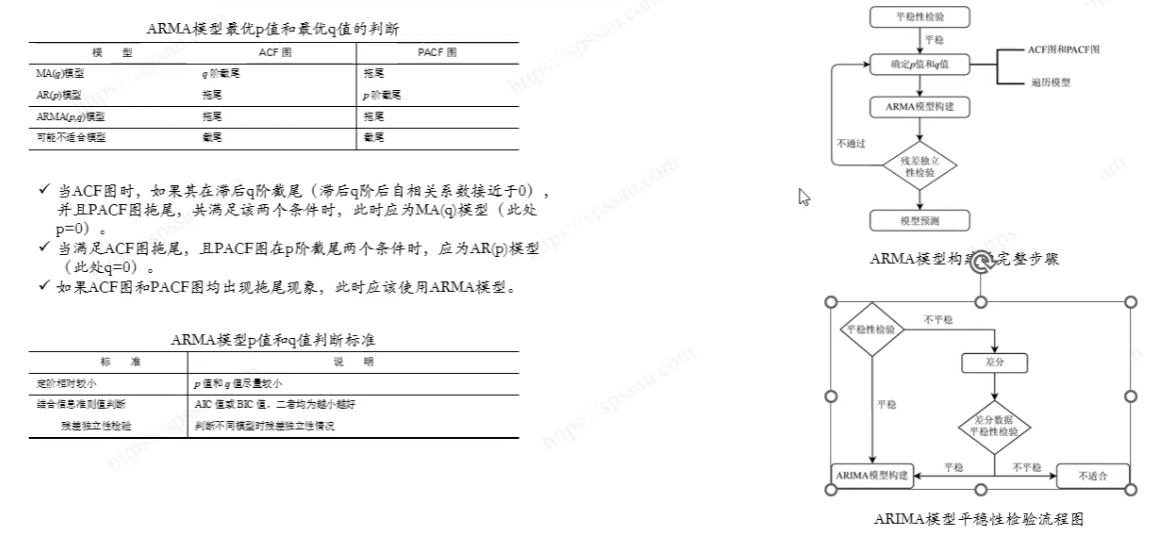 ARMA模型最优p值和最优q值的判断
模 型 ACF 图 PACF 图
MA(q)模型 q 阶截尾 拖尾
AR(p)模型 拖尾 p 阶截尾
ARMA(p,q)模型 拖尾 拖尾
可能不适合模型 截尾 截尾
✓ 当ACF图时，如果其在滞后q阶截尾（滞后q阶后自相关系数接近于0），
并且PACF图拖尾，共满足该两个条件时，此时应为MA(q)模型（此处
p=0）。
✓ 当满足ACF图拖尾，且PACF图在p阶截尾两个条件时，应为AR(p)模型
（此处q=0）。
✓ 如果ACF图和PACF图均出现拖尾现象，此时应该使用ARMA模型。
ARMA模型p值和q值判断标准
标 准 说 明
定阶相对较小 p 值和 q 值尽量较小
结合信息准则值判断 AIC 值或 BIC 值，二者均为越小越好
残差独立性检验 判断不同模型时残差独立性情况
平稳性检验
平稳
确定p值和q值
ACF图和PACF图
遍历模型
ARMA模型构建
不通过
残差独立
性检验
模型预测
ARMA模型构建 完整步骤
平稳性检验
不平稳
差分
平稳
差分数据
平稳性检验
平稳
不平稳
ARIMA模型构建
不适合
ARIMA模型平稳性检验流程图
https://spssau.com
https://spssau.com
https://spssau.com
https://spssau.com